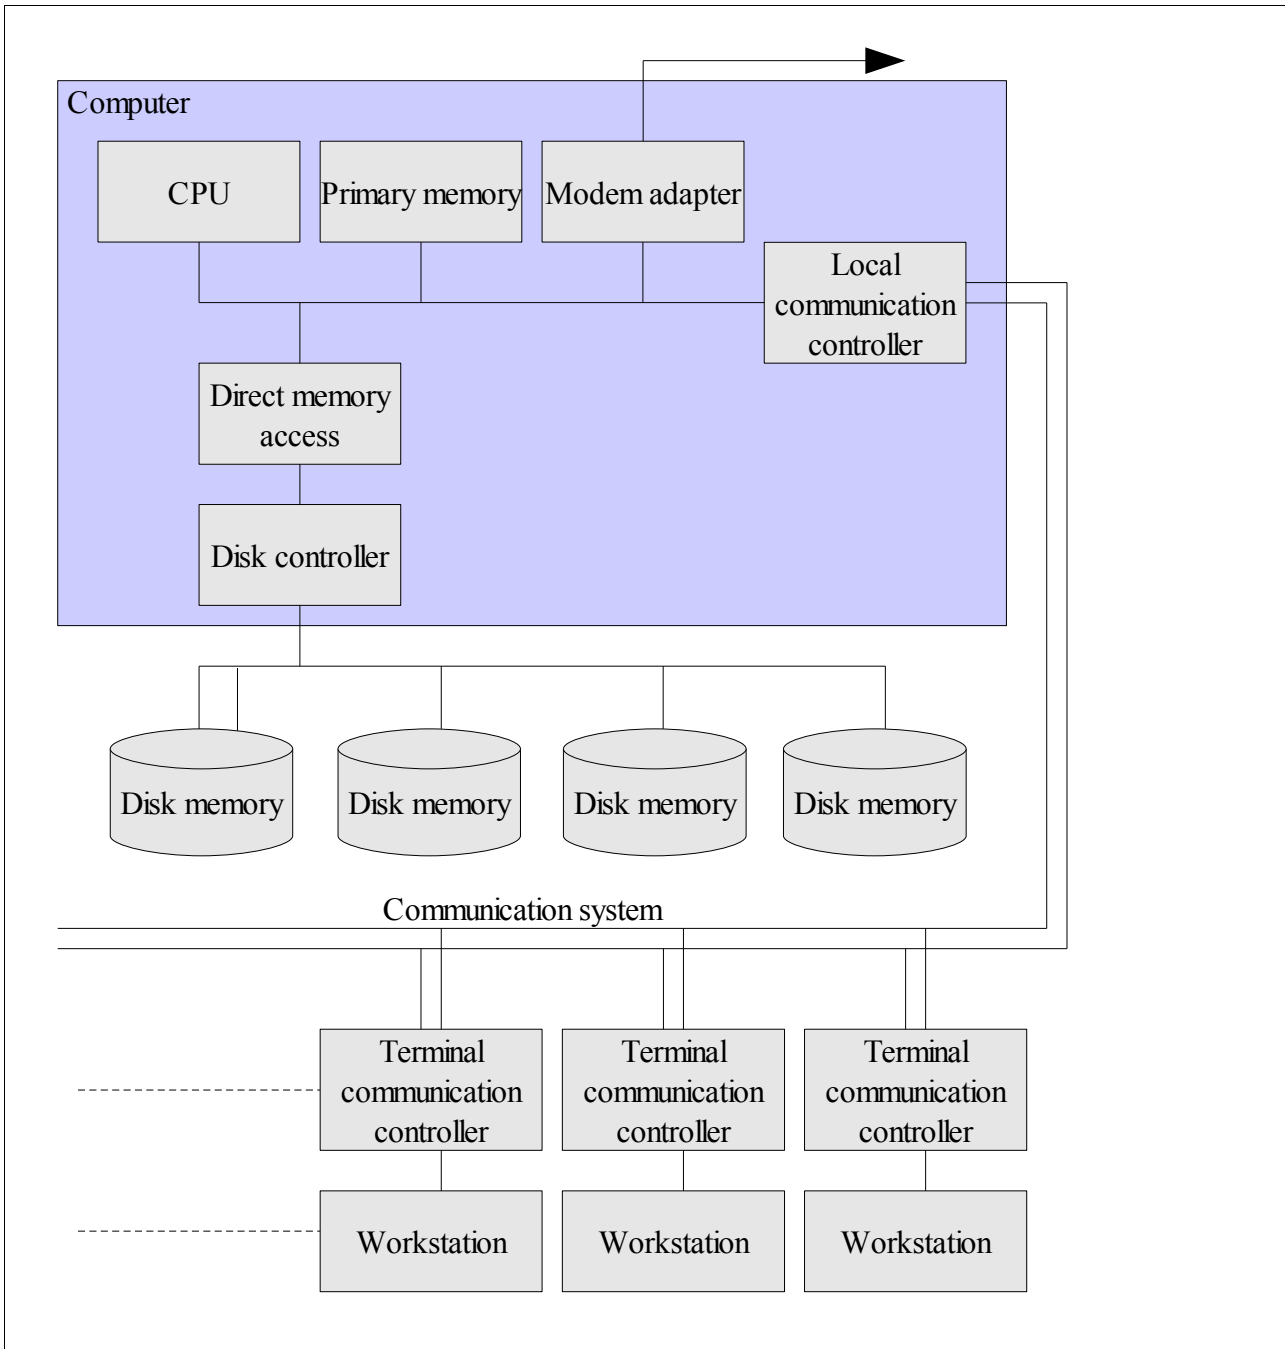 Computer
CPU
Primary memory
Modem adapter
Local
communication
controller
Direct memory
access
Disk controller
Disk memory
Disk memory
Disk memory
Disk memory
Communication system
Terminal
communication
controller
Terminal
communication
controller
Terminal
communication
controller
Workstation
Workstation
Workstation